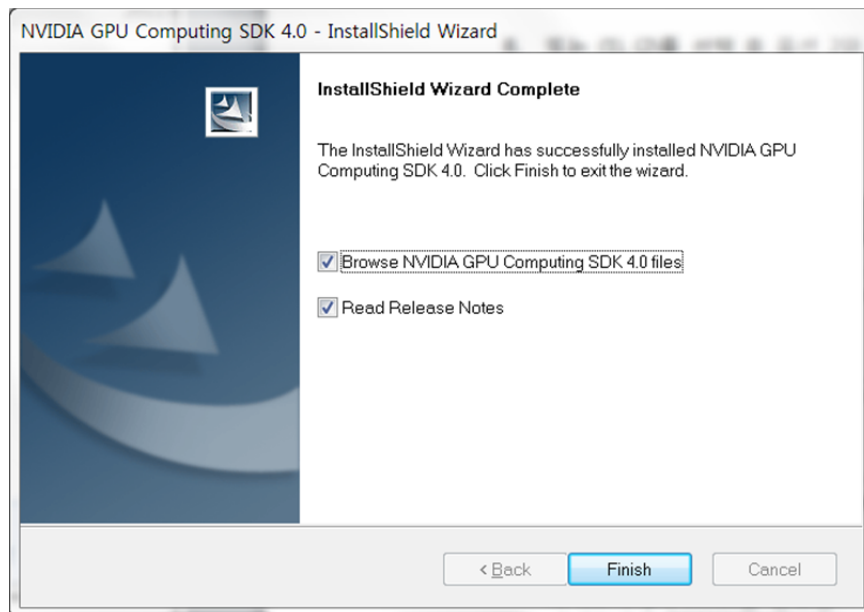 NVIDIA GPU Computing SDK 4.0 - InstallShield Wizard
InstallShield Wizard Complete
The InstallShield Wizard has successfully installed NVIDIA GPU
Computing SDK 4.0. Click Finish to exit the wizard.
Browse NVIDIA GPU Computing SDK 4.0 files
Read Release Notes
< Back
Finish
Cancel